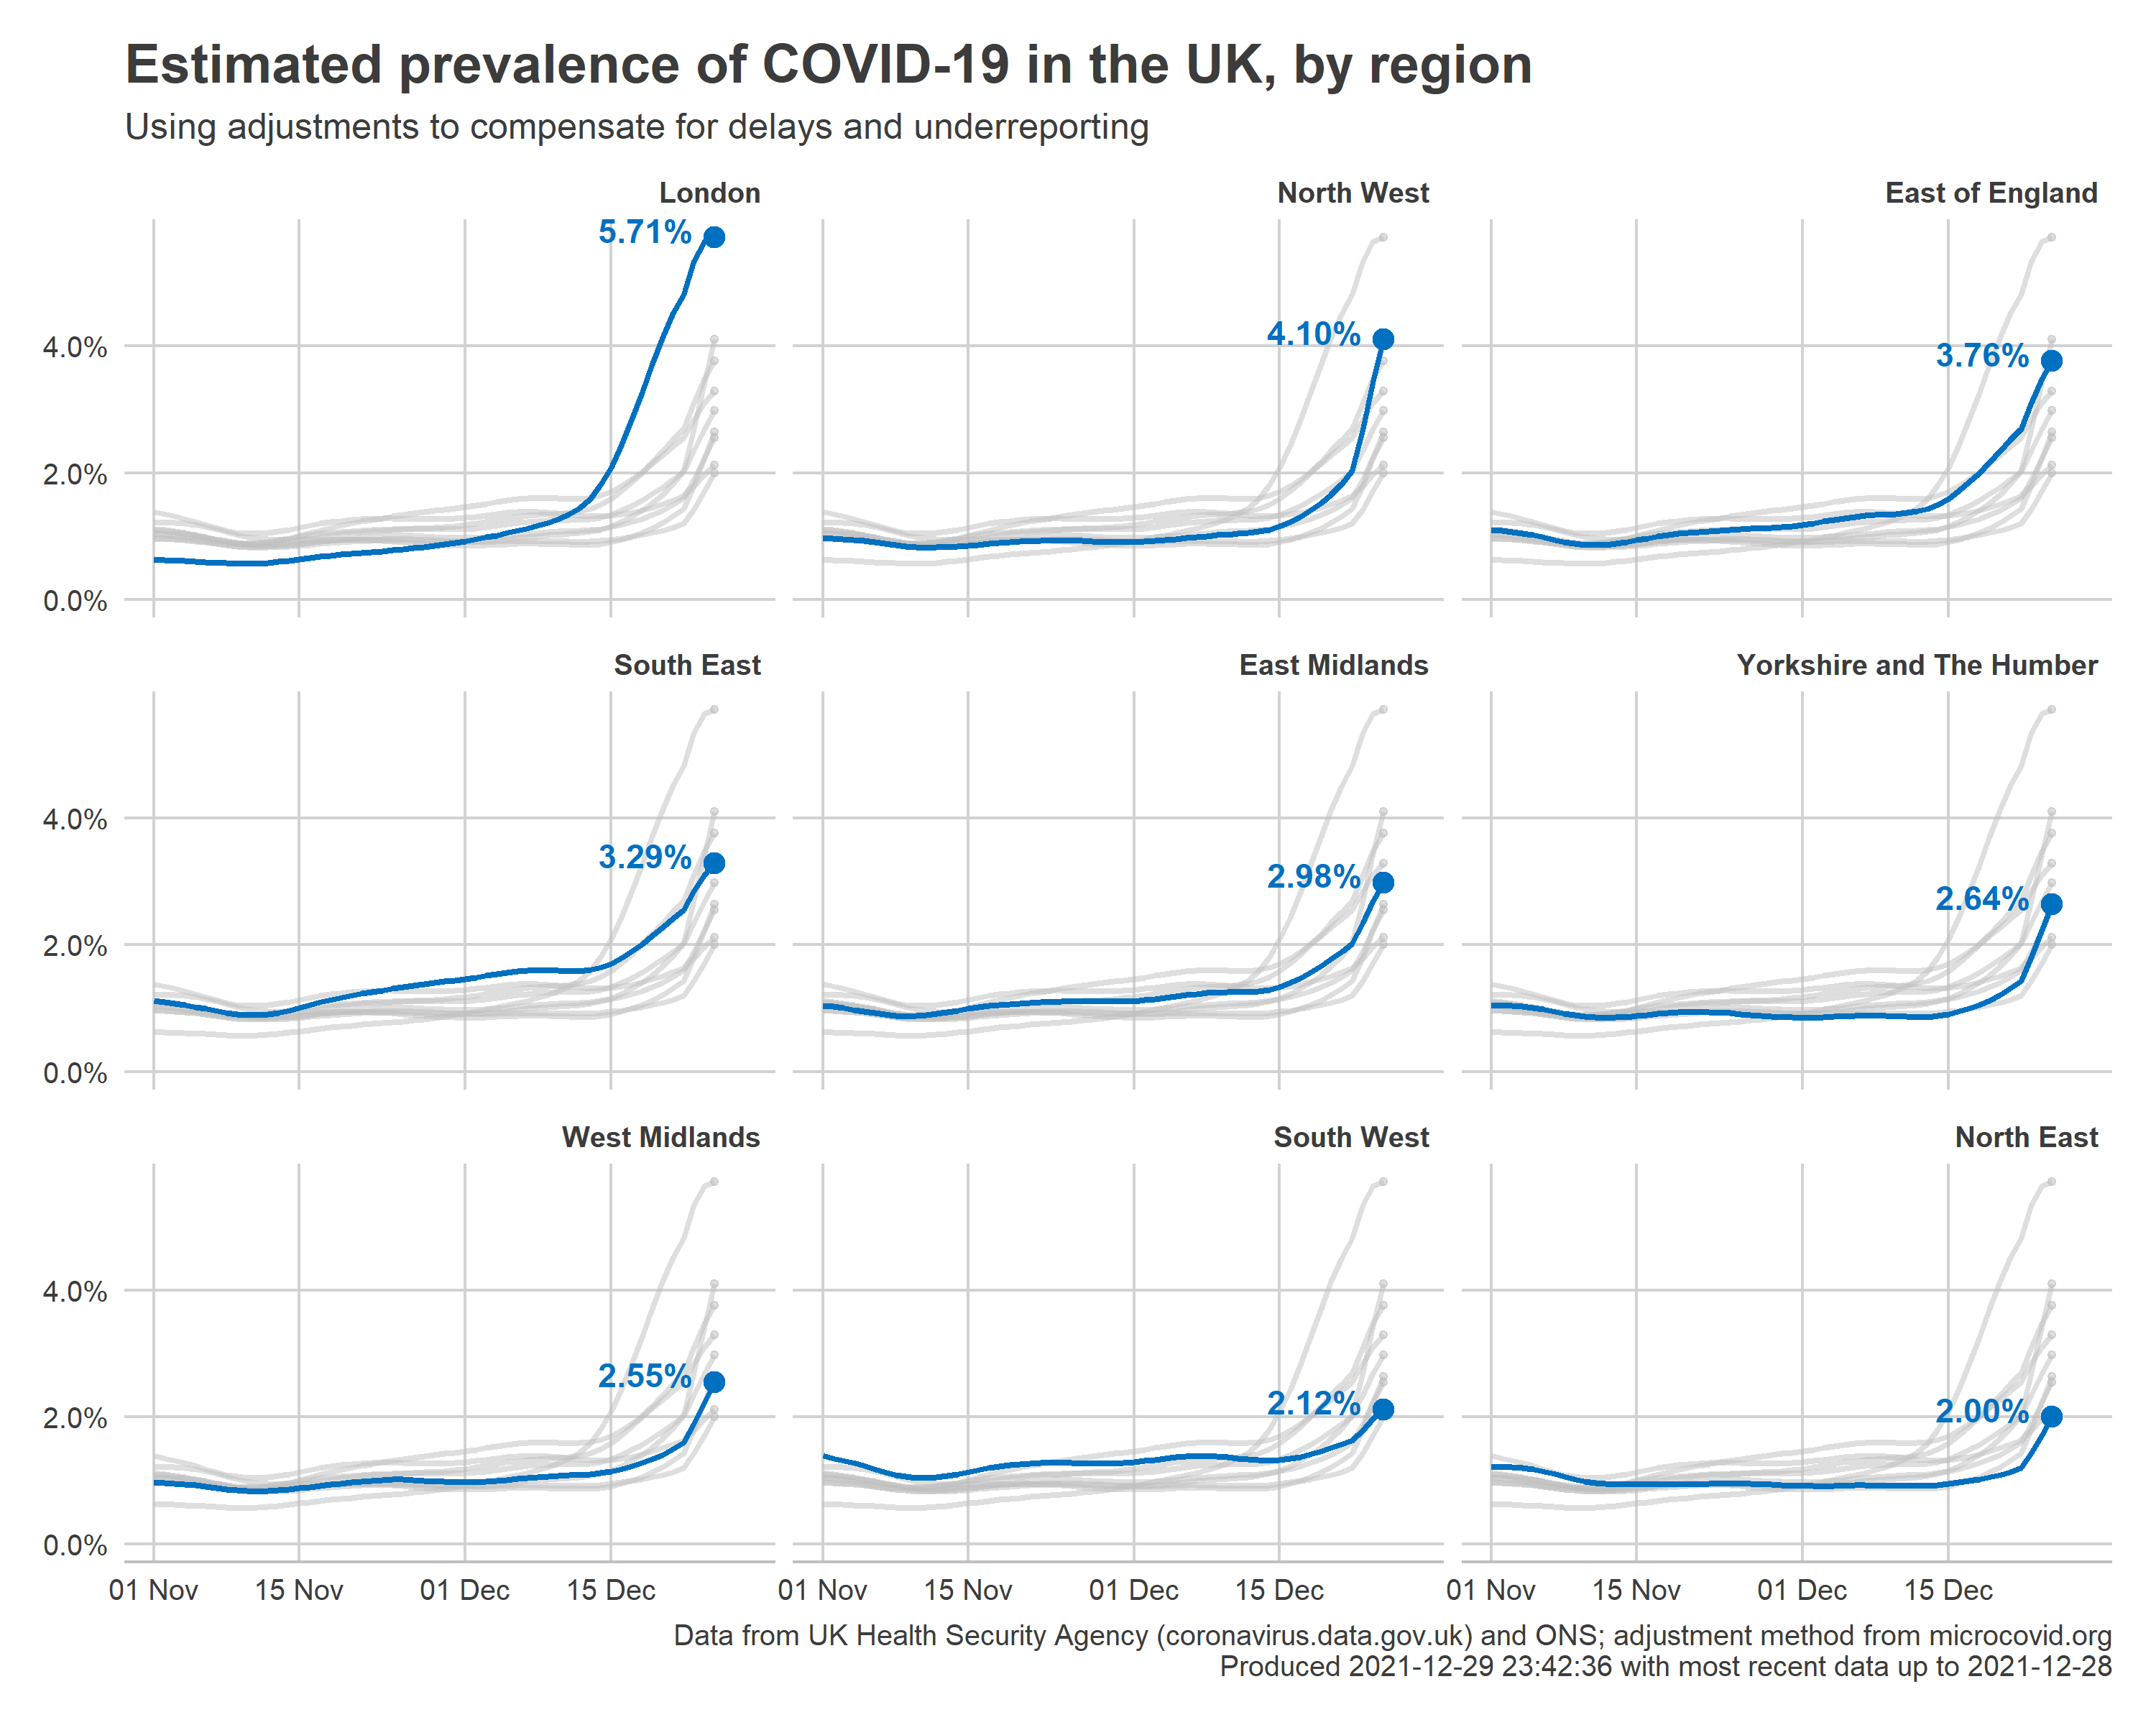 Estimated prevalence of COVID-19 in the UK, by region
Using adjustments to compensate for delays and underreporting
London
North West
East of England
5.71%
4.10%
3.76%
4.0%
2.0%
0.0%
South East
East Midlands
Yorkshire and The Humber
3.29%
2.98%
2.64%
4.0%
2.0%
0.0%
West Midlands
South West
North East
2.55%
2.12%
2.00%
4.0%
2.0%
0.0%
01 Nov 15 Nov 01 Dec 15 Dec
01 Nov 15 Nov 01 Dec 15 Dec
01 Nov 15 Nov 01 Dec 15 Dec
Data from UK Health Security Agency (coronavirus.data.gov.uk) and ONS; adjustment method from microcovid.org
Produced 2021-12-29 23:42:36 with most recent data up to 2021-12-28